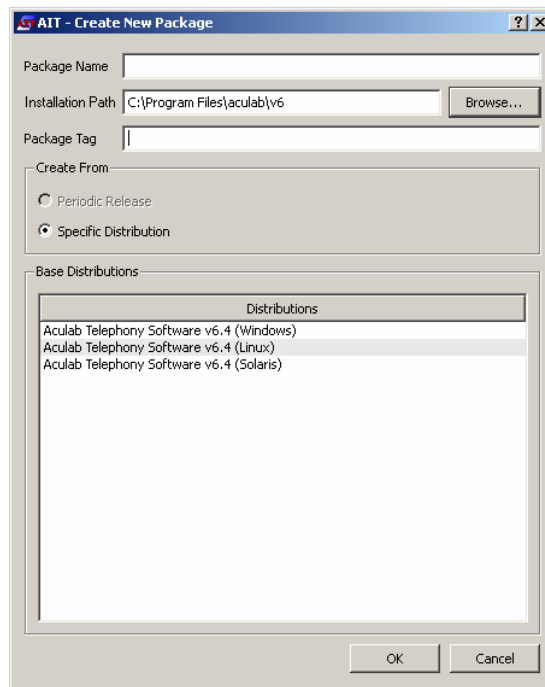 AIT - Create New Package
Package Name
Installation Path C:\Program Files\aculab\v6 Browse...
Package Tag
Create From
Periodic Release
Specific Distribution
Base Distributions
Distributions
Aculab Telephony Software v6.4 (Windows)
Aculab Telephony Software v6.4 (Linux)
Aculab Telephony Software v6.4 (Solaris)
OK Cancel